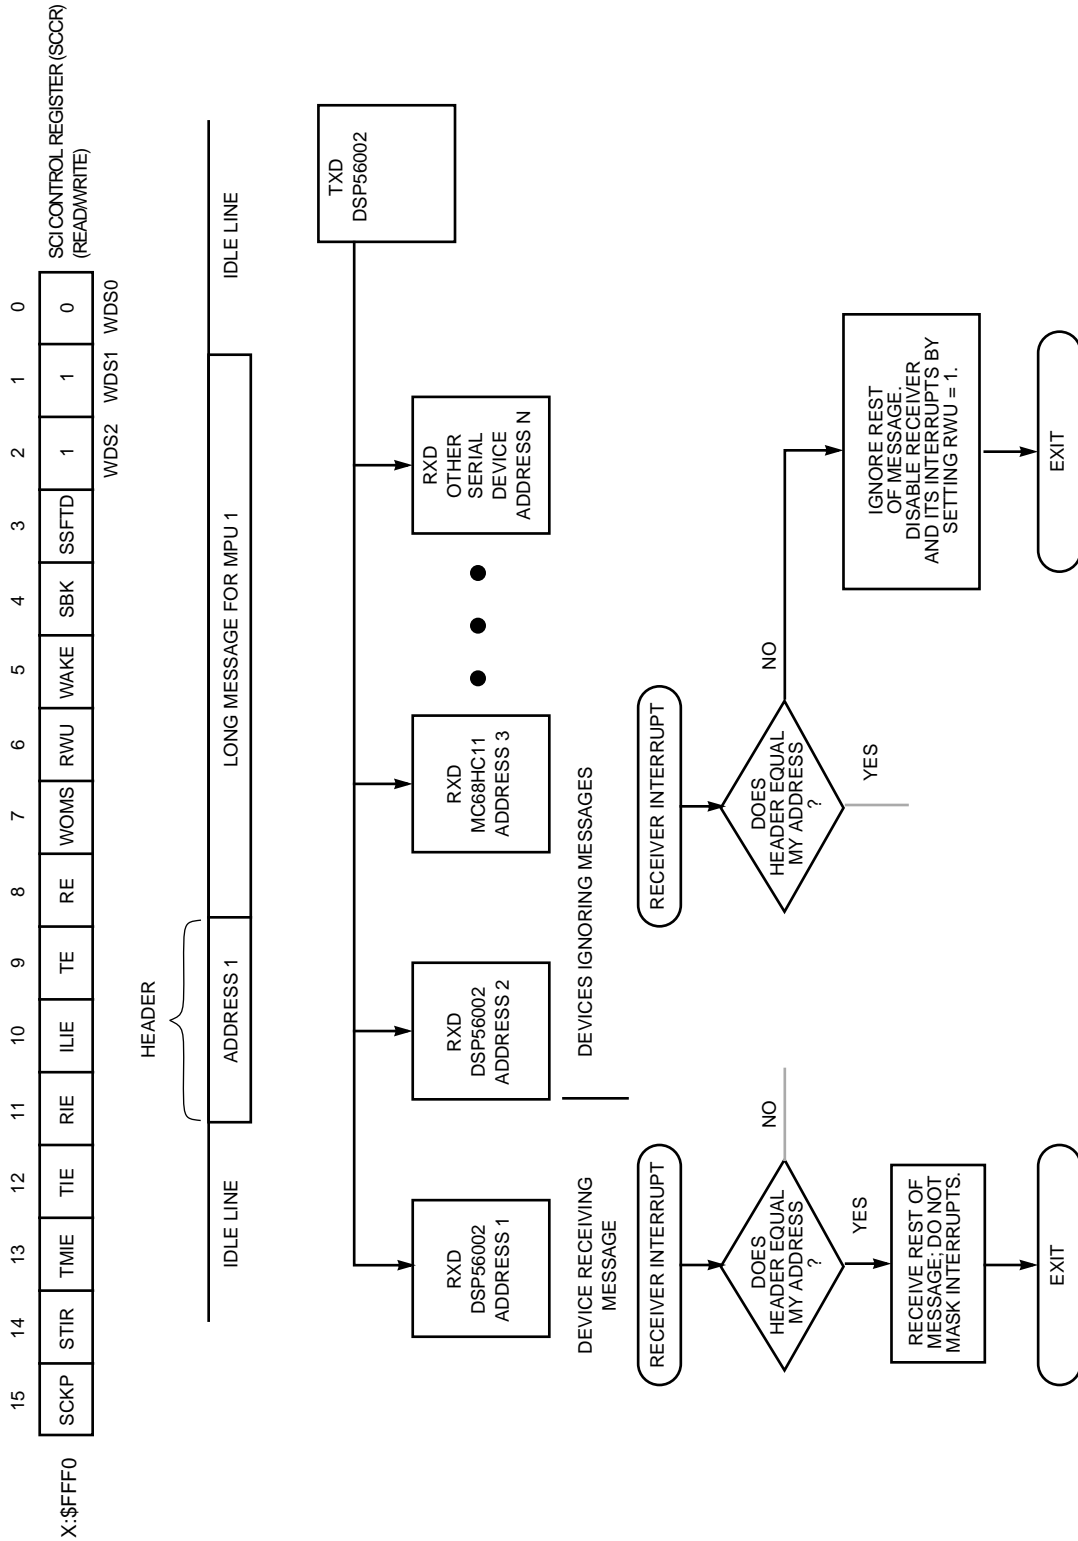 SCI CONTROL REGISTER (SCCR)
(READ/WRITE)
15 14 13 12 11 10 9 8 7 6 5 4 3 2 1 0
X:$FFF0 SCKP STIR TMIE TIE RIE ILIE TE RE WOMS RWU WAKE SBK SSFTD 1 1 0
WDS2 WDS1 WDS0
HEADER
IDLE LINE ADDRESS 1 LONG MESSAGE FOR MPU 1 IDLE LINE
TXD
DSP56002
RXD
DSP56002
ADDRESS 1
RXD
DSP56002
ADDRESS 2
RXD
MC68HC11
ADDRESS 3
RXD
OTHER
SERIAL
DEVICE
ADDRESS N
DEVICE RECEIVING
MESSAGE
DEVICES IGNORING MESSAGES
RECEIVER INTERRUPT
DOES
HEADER EQUAL
MY ADDRESS
?
NO
YES
RECEIVE REST OF
MESSAGE; DO NOT
MASK INTERRUPTS.
EXIT
RECEIVER INTERRUPT
DOES
HEADER EQUAL
MY ADDRESS
?
NO
YES
IGNORE REST
OF MESSAGE.
DISABLE RECEIVER
AND ITS INTERRUPTS BY
SETTING RWU = 1.
EXIT